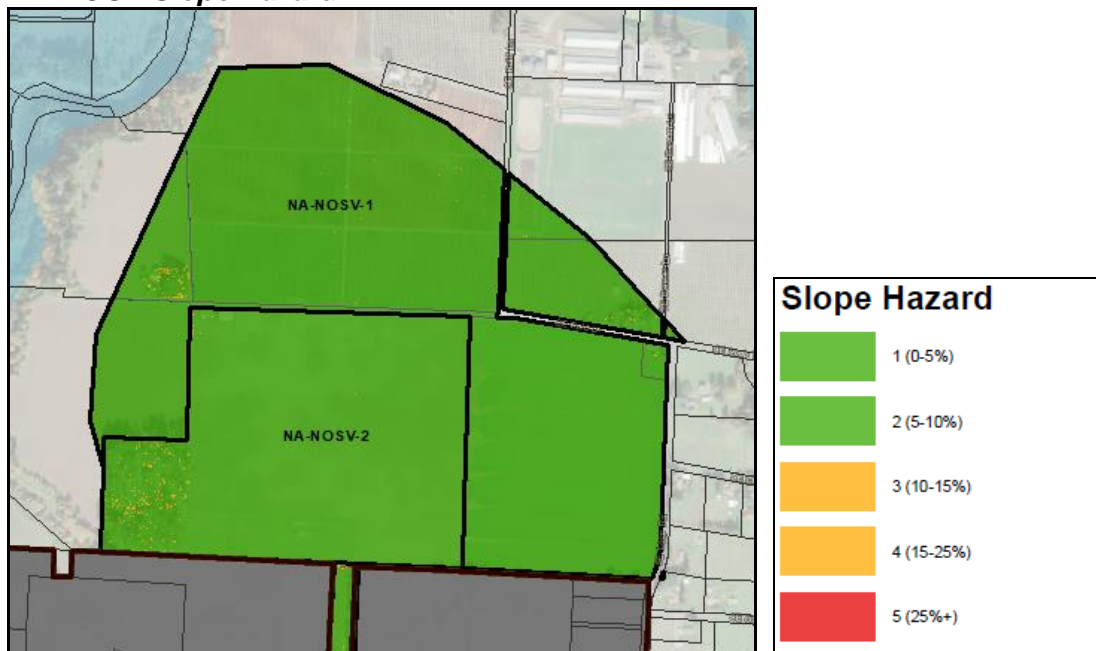 NA-NOSV-1
NA-NOSV-2
Slope Hazard
1 (0-5%)
2 (5-10%)
3 (10-15%)
4 (15-25%)
5 (25%+)